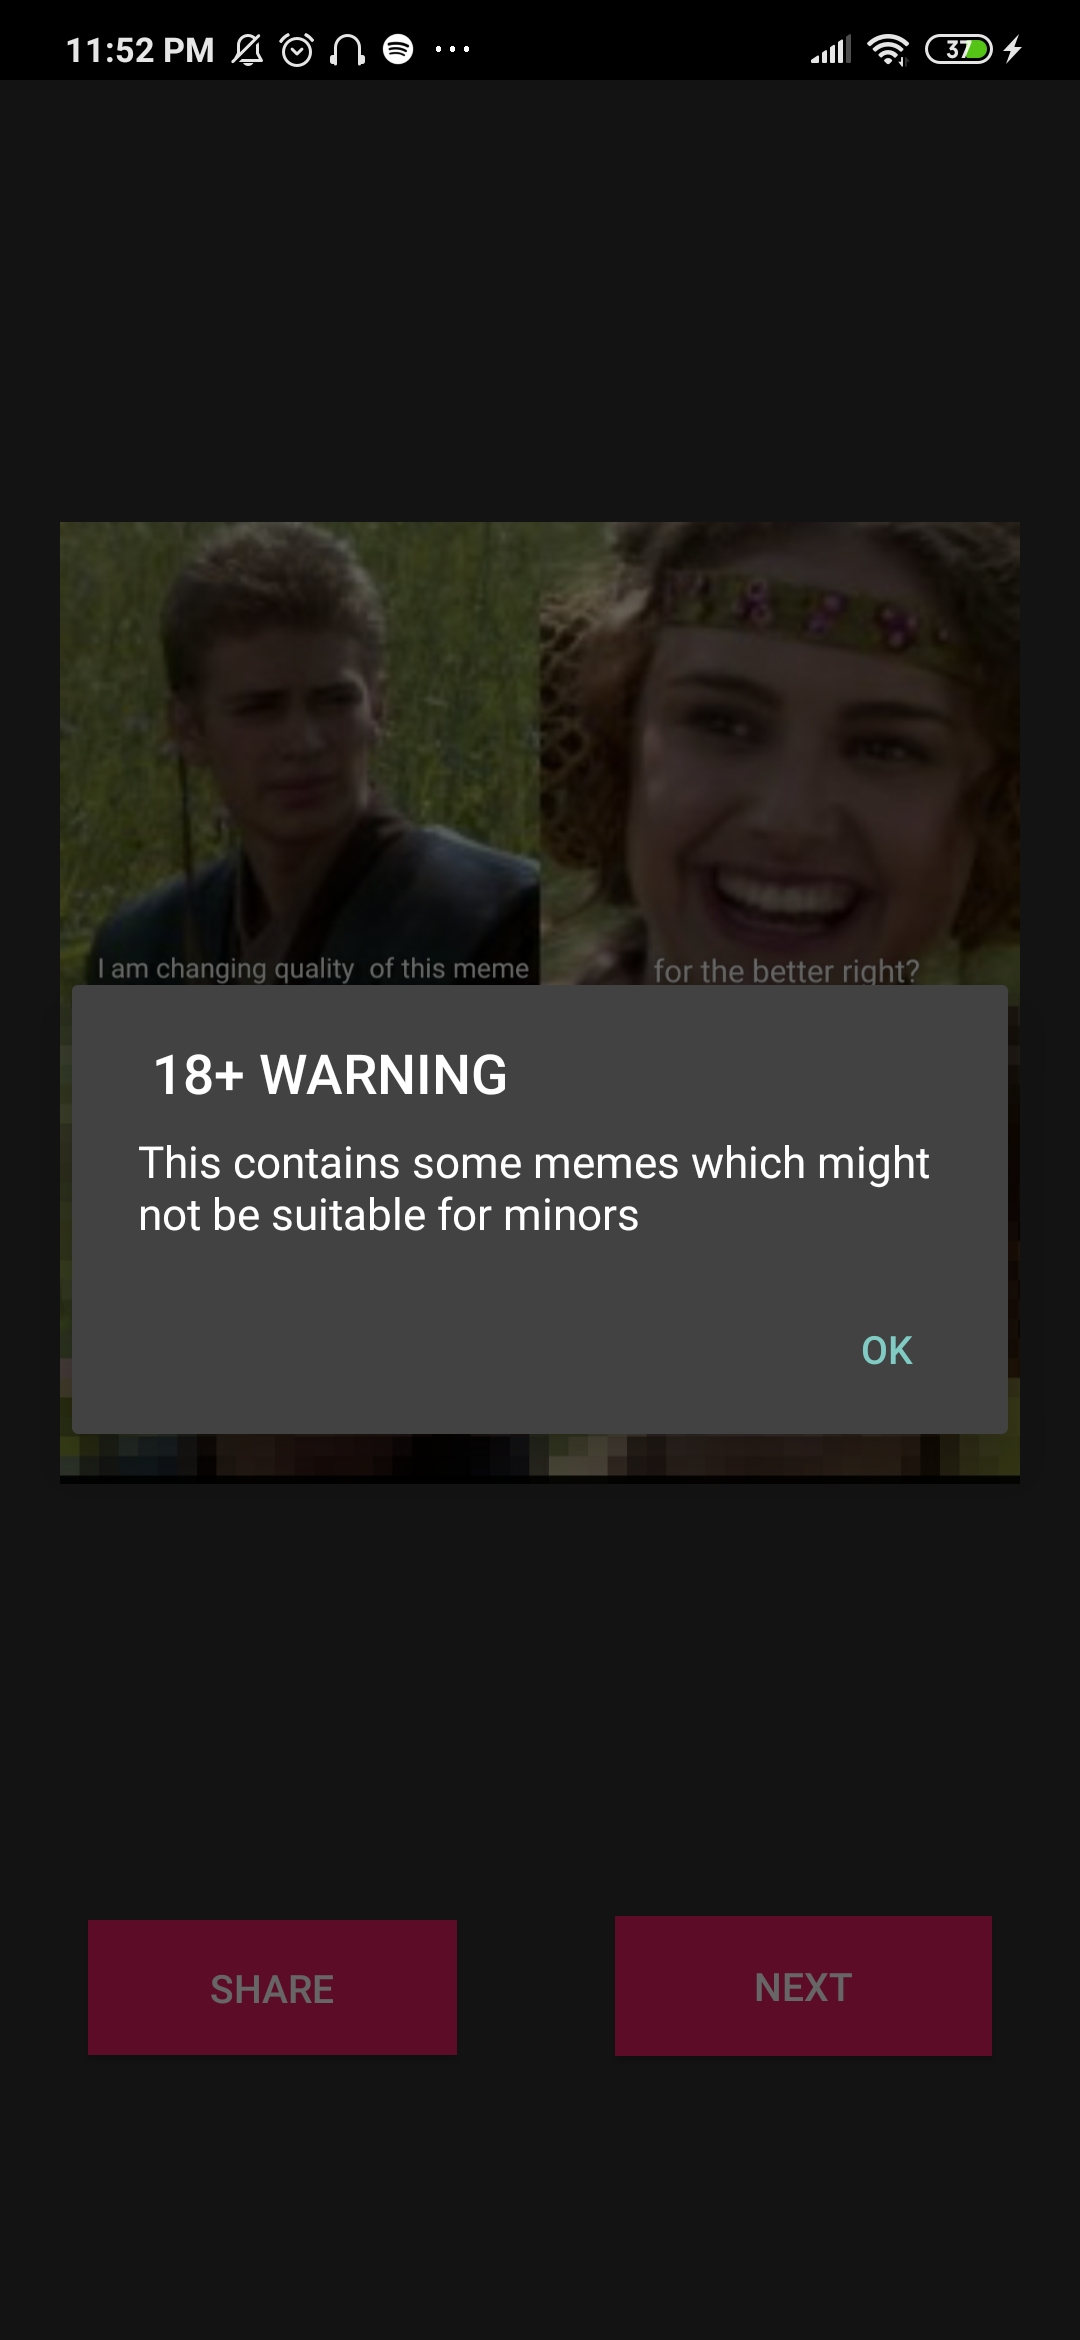 11:52 PM
37
I am changing quality  of this meme
for the better right?
18+ WARNING
This contains some memes which might
not be suitable for minors
OK
SHARE
NEXT